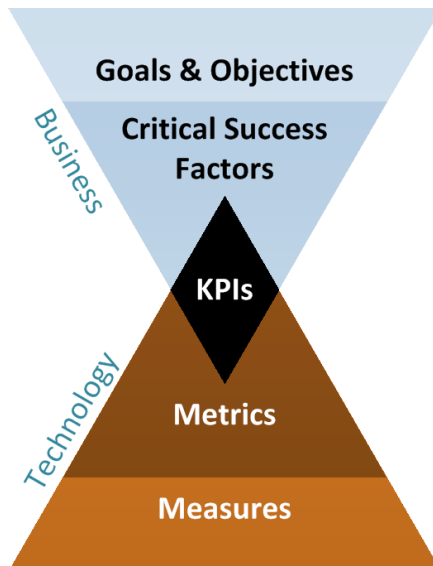 Goals & Objectives
Business
Critical Success
Factors
KPIs
Technology
Metrics
Measures